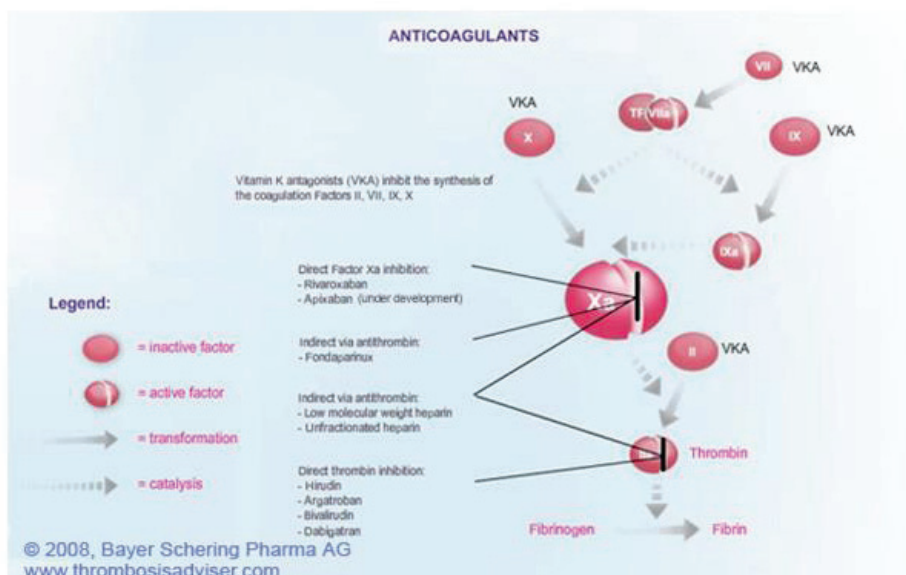 ANTICOAGULANTS
VII
VKA
TF
VIIa
VKA
X
IX
VKA
Vitamin K antagonists (VKA) inhibit the synthesis of
the coagulation Factors II, VII, IX, X
IXa
Direct Factor Xa inhibition:
- Rivaroxaban
- Apixaban (under development)
Xa
Legend:
= inactive factor
Indirect via antithrombin:
- Fondaparinux
II
VKA
= active factor
Indirect via antithrombin:
- Low molecular weight heparin
- Unfractionated heparin
= transformation
Thrombin
Direct thrombin inhibition:
- Hirudin
- Argatroban
- Bivalirudin
- Dabigatran
= catalysis
Fibrinogen
Fibrin
© 2008, Bayer Schering Pharma AG
www.thrombosisadviser.com